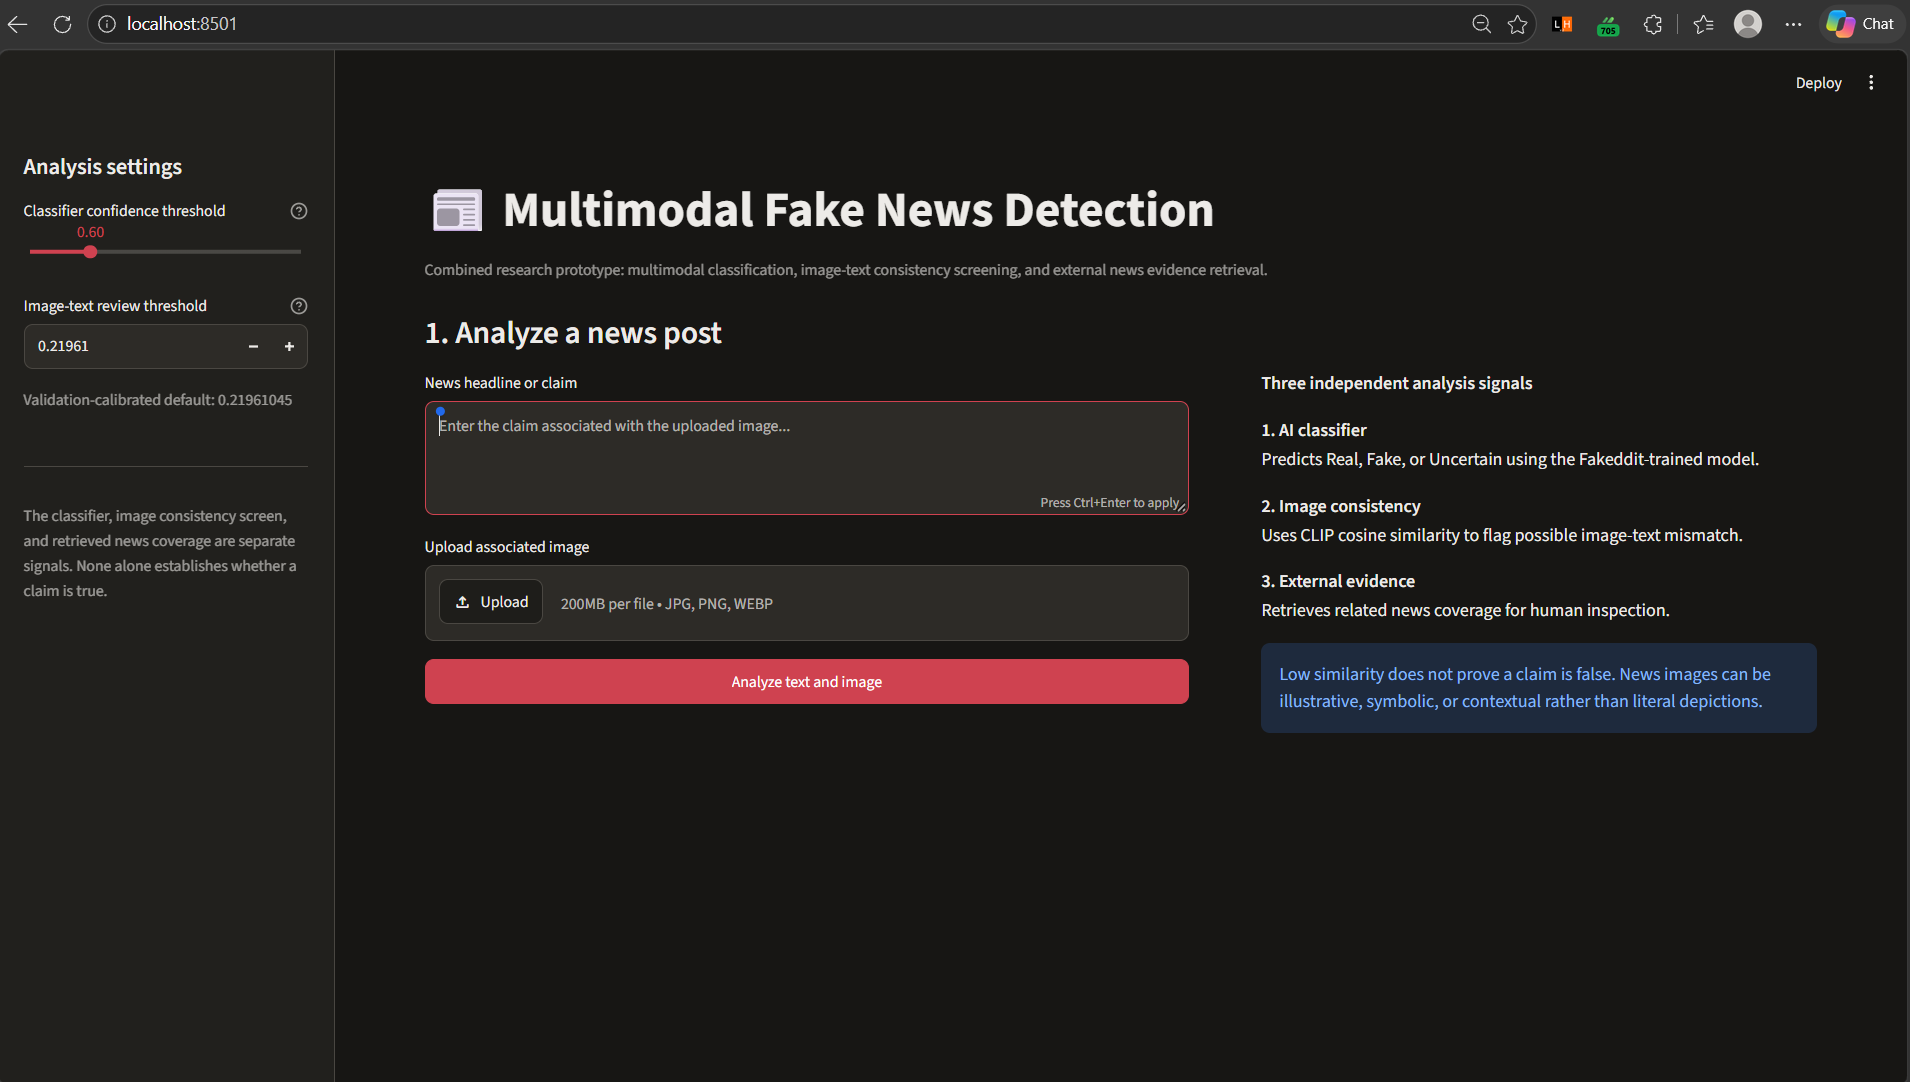 localhost:8501
LH
705
Chat
Deploy
Analysis settings
Classifier confidence threshold
0.60
Image-text review threshold
0.21961
Validation-calibrated default: 0.21961045
The classifier, image consistency screen,
and retrieved news coverage are separate
signals. None alone establishes whether a
claim is true.
Multimodal Fake News Detection
Combined research prototype: multimodal classification, image-text consistency screening, and external news evidence retrieval.
1. Analyze a news post
News headline or claim
Enter the claim associated with the uploaded image...
Press Ctrl+Enter to apply
Upload associated image
Upload
200MB per file • JPG, PNG, WEBP
Analyze text and image
Three independent analysis signals
1. AI classifier
Predicts Real, Fake, or Uncertain using the Fakeddit-trained model.
2. Image consistency
Uses CLIP cosine similarity to flag possible image-text mismatch.
3. External evidence
Retrieves related news coverage for human inspection.
Low similarity does not prove a claim is false. News images can be
illustrative, symbolic, or contextual rather than literal depictions.